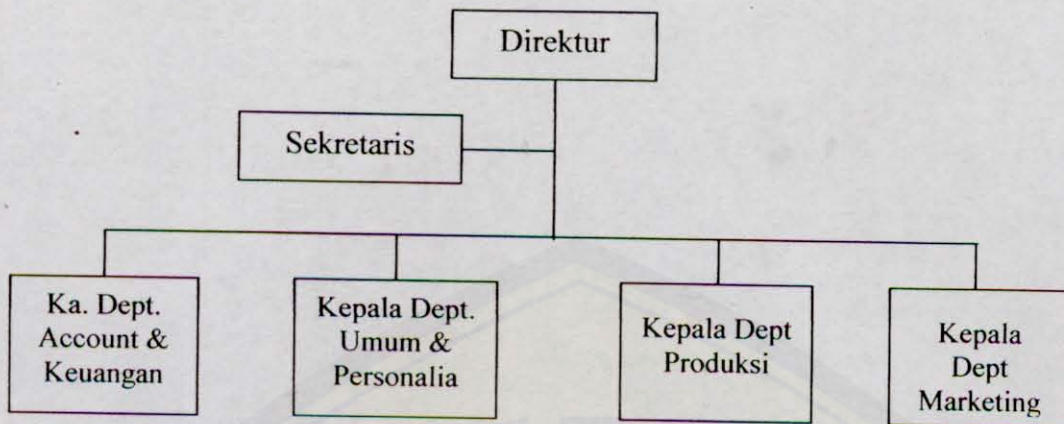 Direktur
Sekretaris
Ka. Dept.
Account &
Keuangan
Kepala Dept.
Umum &
Personalia
Kepala Dept
Produksi
Kepala
Dept
Marketing